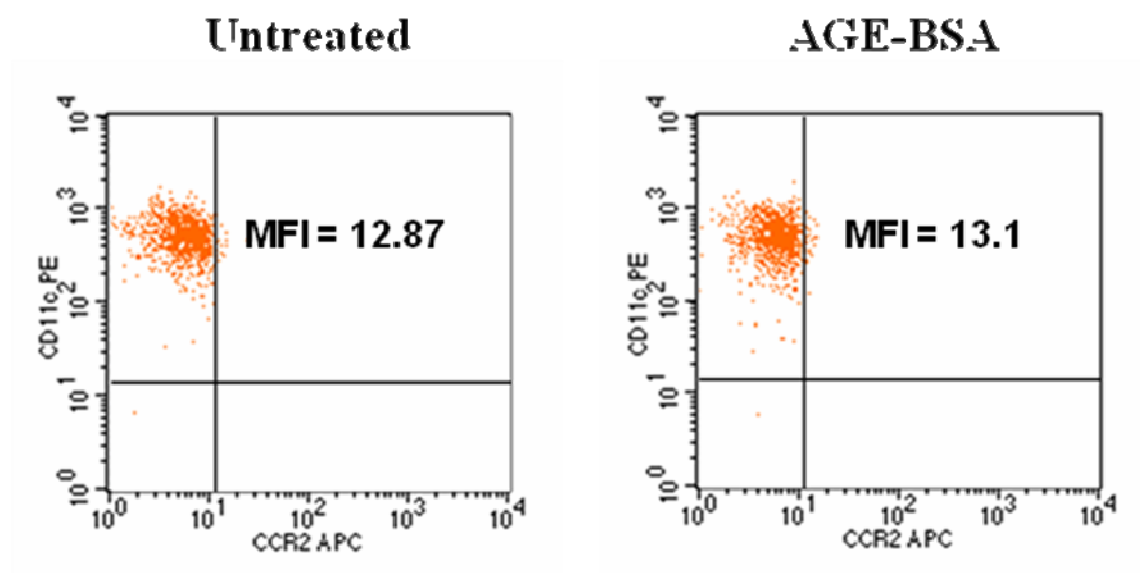 Untreated
AGE-BSA
10^4
10^3
10^2
10^1
10^0
CD11c PE
MFI = 12.87
10^0 10^1 10^2 10^3 10^4
CCR2 APC
10^4
10^3
10^2
10^1
10^0
CD11c PE
MFI = 13.1
10^0 10^1 10^2 10^3 10^4
CCR2 APC